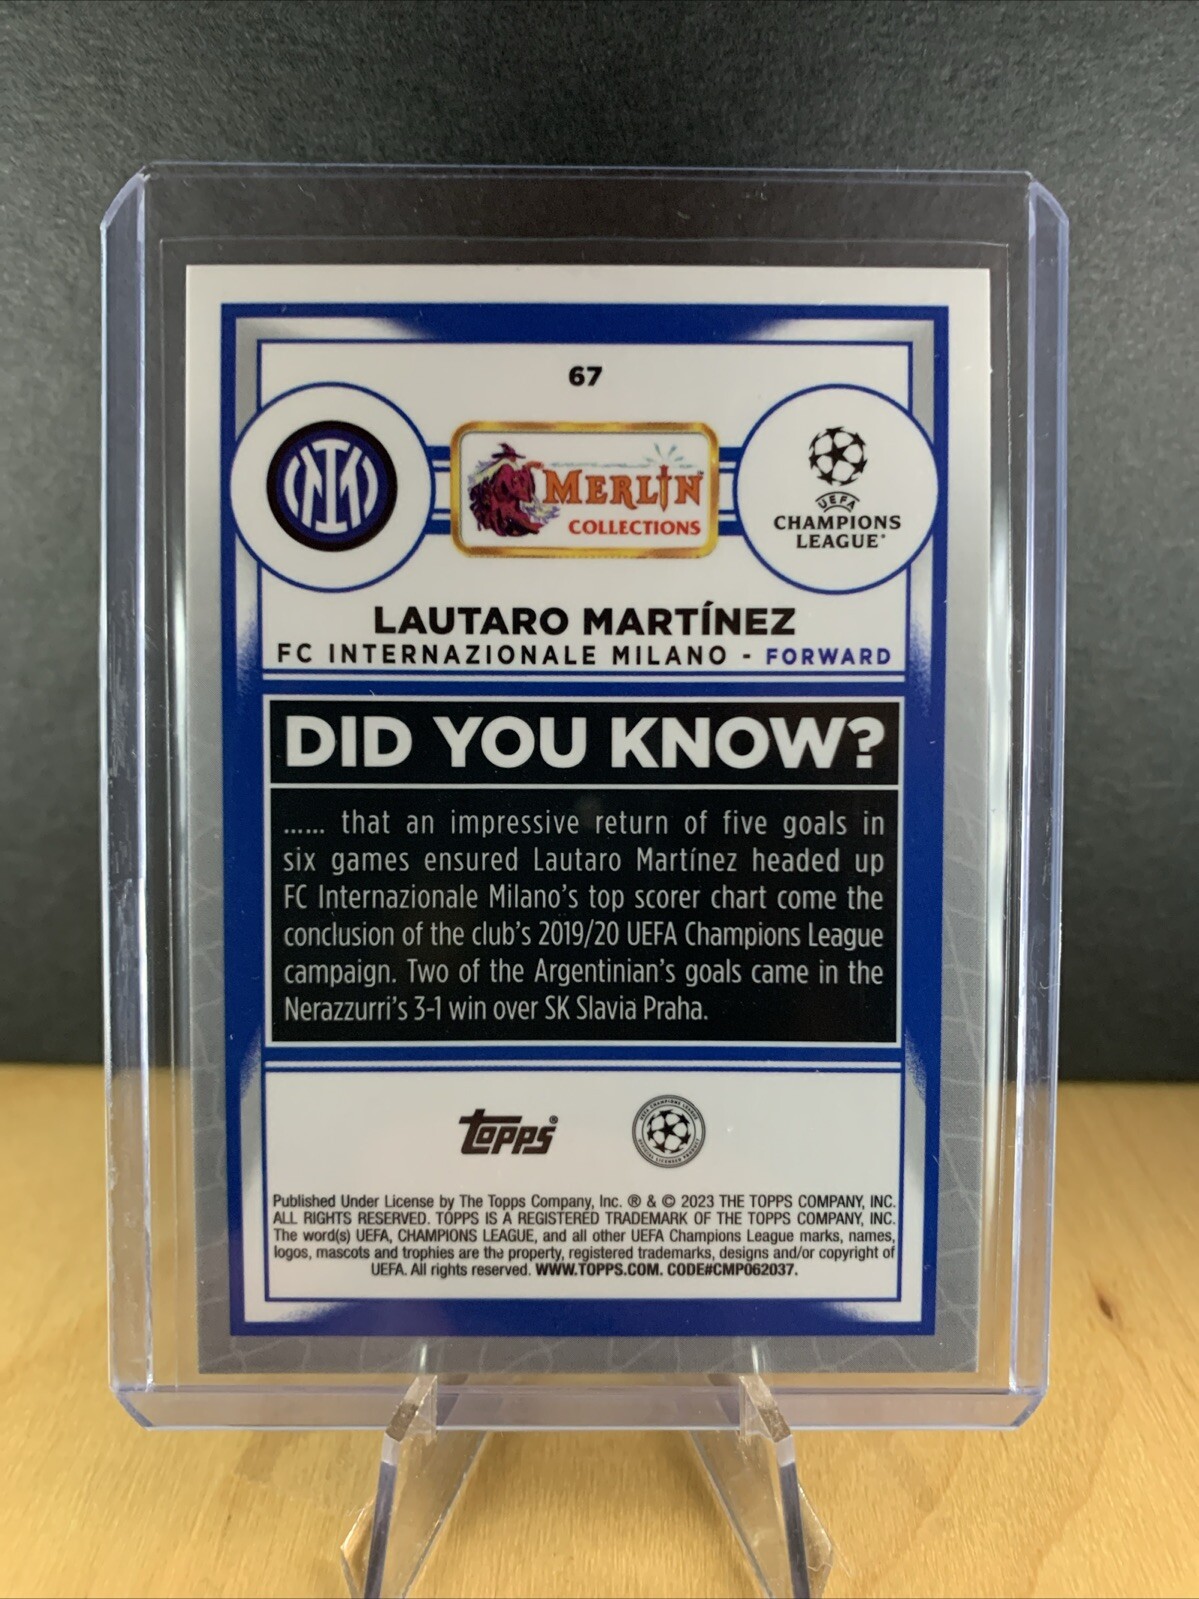 67
MERLIN
COLLECTIONS
UEFA
CHAMPIONS
LEAGUE®
LAUTARO MARTÍNEZ
FC INTERNAZIONALE MILANO - FORWARD
DID YOU KNOW?
...... that an impressive return of five goals in
six games ensured Lautaro Martínez headed up
FC Internazionale Milano's top scorer chart come the
conclusion of the club's 2019/20 UEFA Champions League
campaign. Two of the Argentinian's goals came in the
Nerazzurri's 3-1 win over SK Slavia Praha.
topps®
Published Under License by The Topps Company, Inc. ® & © 2023 THE TOPPS COMPANY, INC.
ALL RIGHTS RESERVED. TOPPS IS A REGISTERED TRADEMARK OF THE TOPPS COMPANY, INC.
The word(s) UEFA, CHAMPIONS LEAGUE, and all other UEFA Champions League marks, names,
logos, mascots and trophies are the property, registered trademarks, designs and/or copyright of
UEFA. All rights reserved. WWW.TOPPS.COM. CODE#CMP062037.